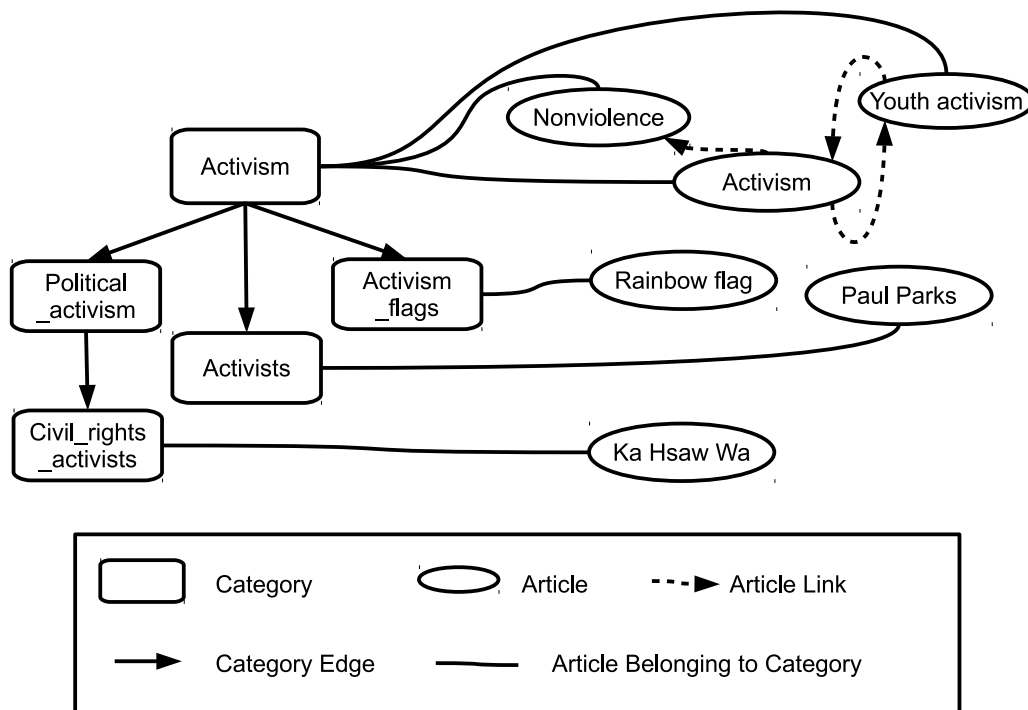 Youth activism
Nonviolence
Activism
Activism
Political
_activism
Activism
_flags
Rainbow flag
Paul Parks
Activists
Civil_rights
_activists
Ka Hsaw Wa
Category
Article
Article Link
Category Edge
Article Belonging to Category